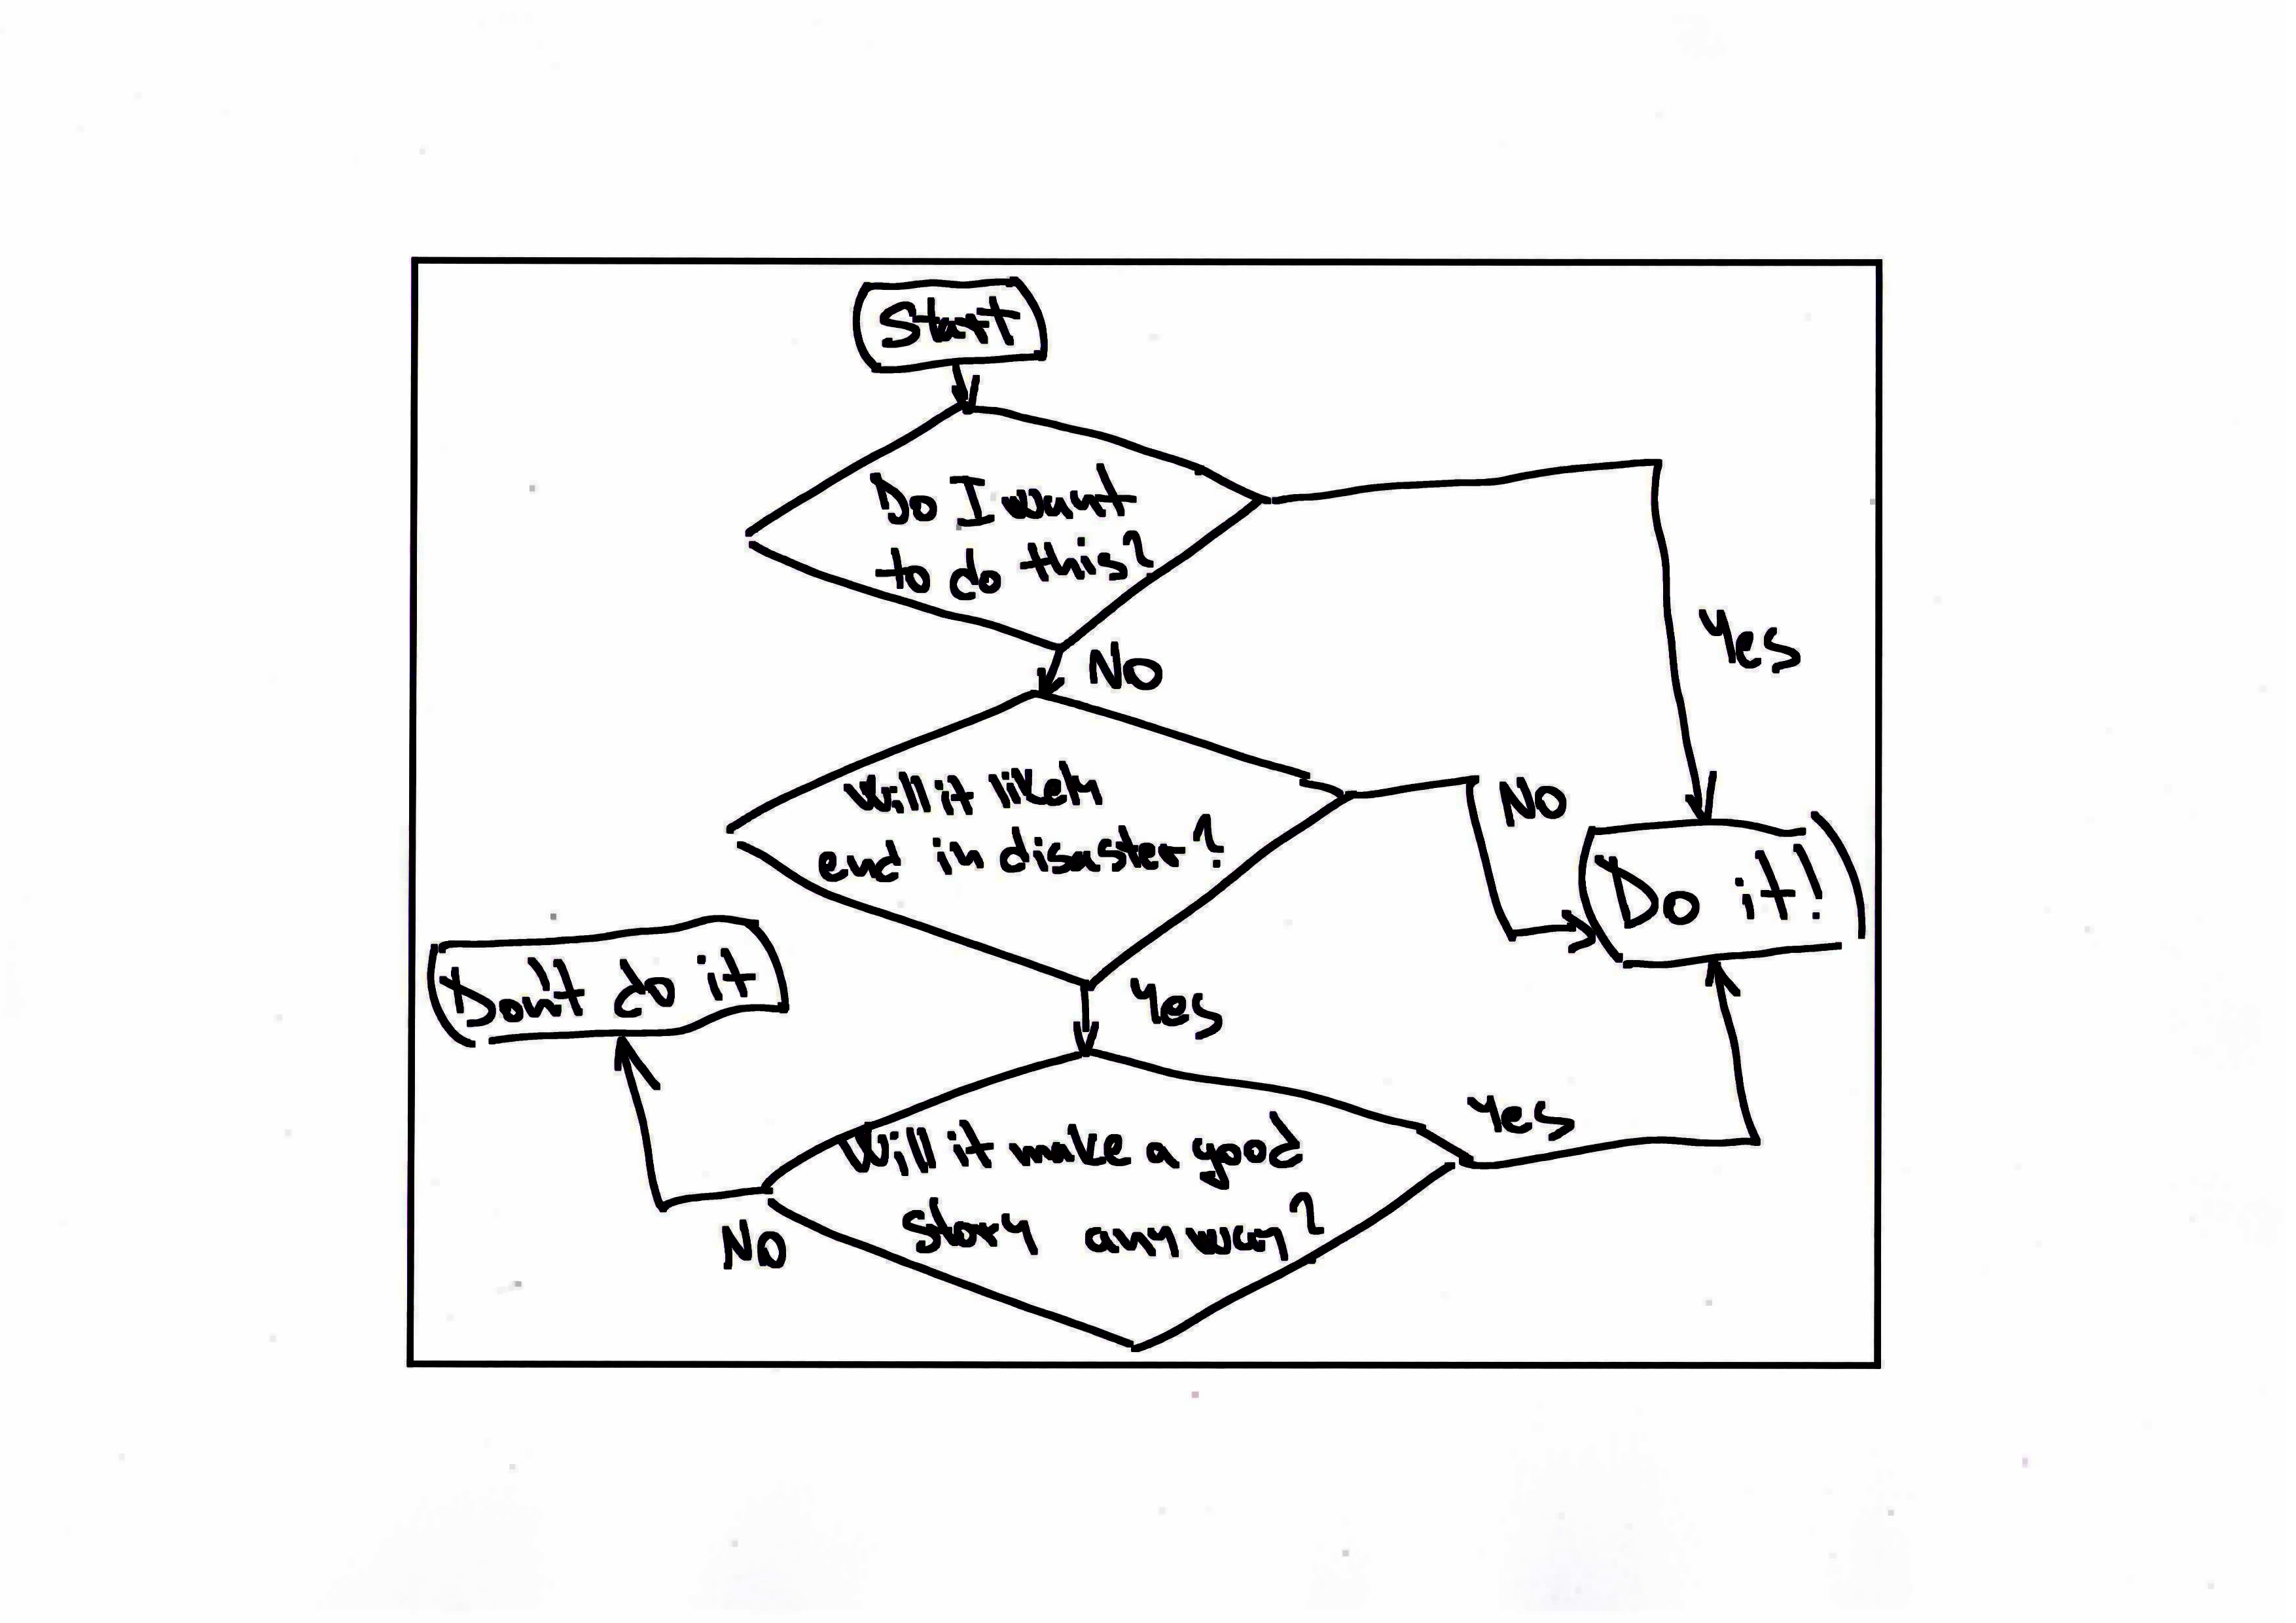 Start
Do I want
to do this?
Yes
No
Will it likely
end in disaster?
No
Do it!
Don't do it
Yes
Will it make a good
story anyway?
Yes
No